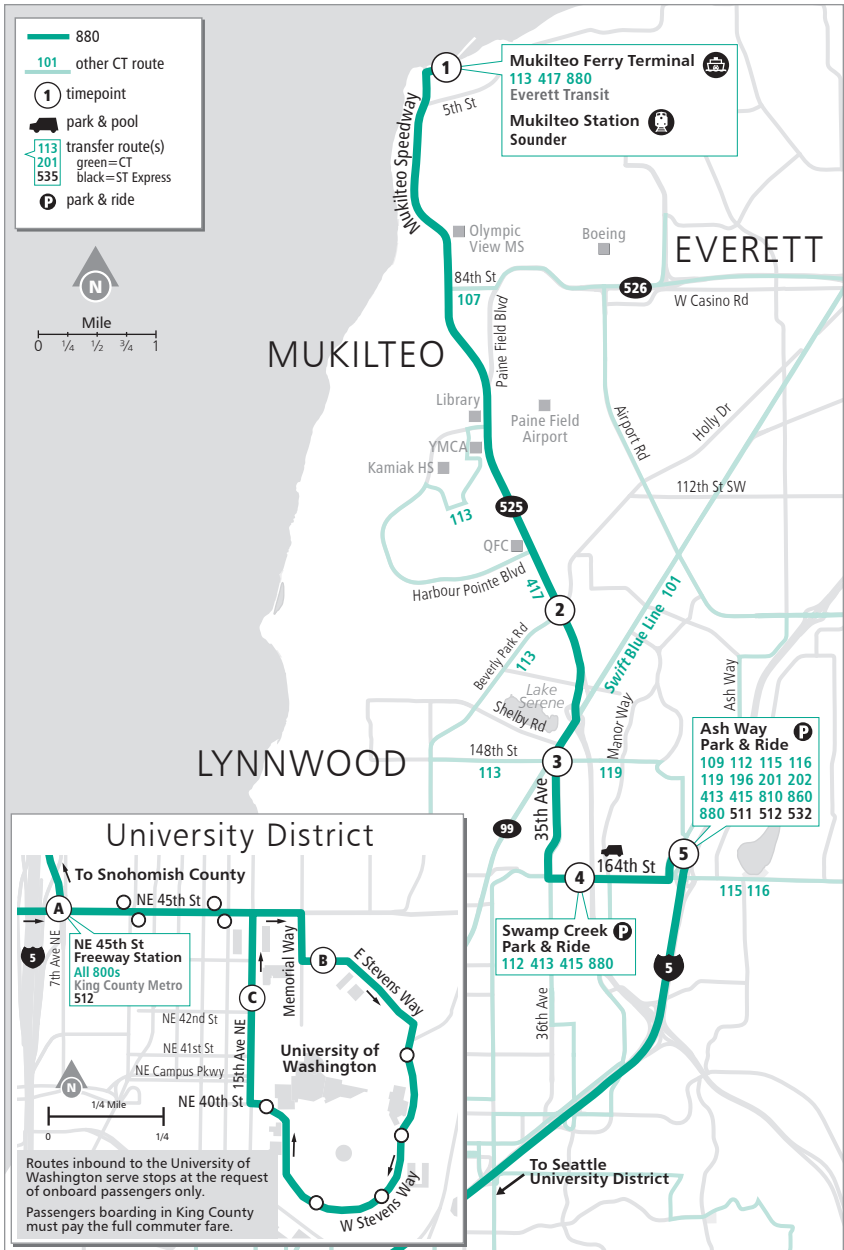 880
101 other CT route
1 timepoint
park & pool
113 transfer route(s)
201 green=CT
535 black=ST Express
P park & ride
N
Mile
0 ¼ ½ ¾ 1
1
Mukilteo Ferry Terminal
113 417 880
Everett Transit
Mukilteo Station
Sounder
5th St
Mukilteo Speedway
Olympic
View MS
Boeing
EVERETT
84th St
107
526
W Casino Rd
Paine Field Blvd
MUKILTEO
Library
Paine Field
Airport
YMCA
Kamiak HS
Airport Rd
Holly Dr
112th St SW
113
525
QFC
Harbour Pointe Blvd
417
2
Swift Blue Line 101
Beverly Park Rd
113
Lake
Serene
Shelby Rd
Manor Way
Ash Way
LYNNWOOD
148th St
113
3
119
Ash Way P
Park & Ride
109 112 115 116
119 196 201 202
413 415 810 860
880 511 512 532
99
35th Ave
164th St
4
5
115 116
Swamp Creek P
Park & Ride
112 413 415 880
5
36th Ave
To Seattle
University District
University District
To Snohomish County
A
NE 45th St
NE 45th St
Freeway Station
All 800s
King County Metro
512
5
7th Ave NE
Memorial Way
B
E Stevens Way
C
NE 42nd St
NE 41st St
NE Campus Pkwy
15th Ave NE
University of
Washington
NE 40th St
N
1/4 Mile
0 1/4
W Stevens Way
Routes inbound to the University of
Washington serve stops at the request
of onboard passengers only.
Passengers boarding in King County
must pay the full commuter fare.